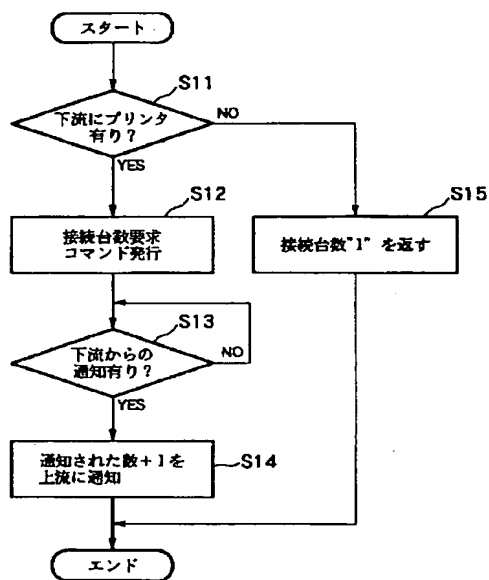 スタート
S11
下流にプリンタ
有り?
NO
YES
S12
接続台数要求
コマンド発行
S15
接続台数"1"を返す
S13
下流からの
通知有り?
NO
YES
通知された数+1を
上流に通知
S14
エンド